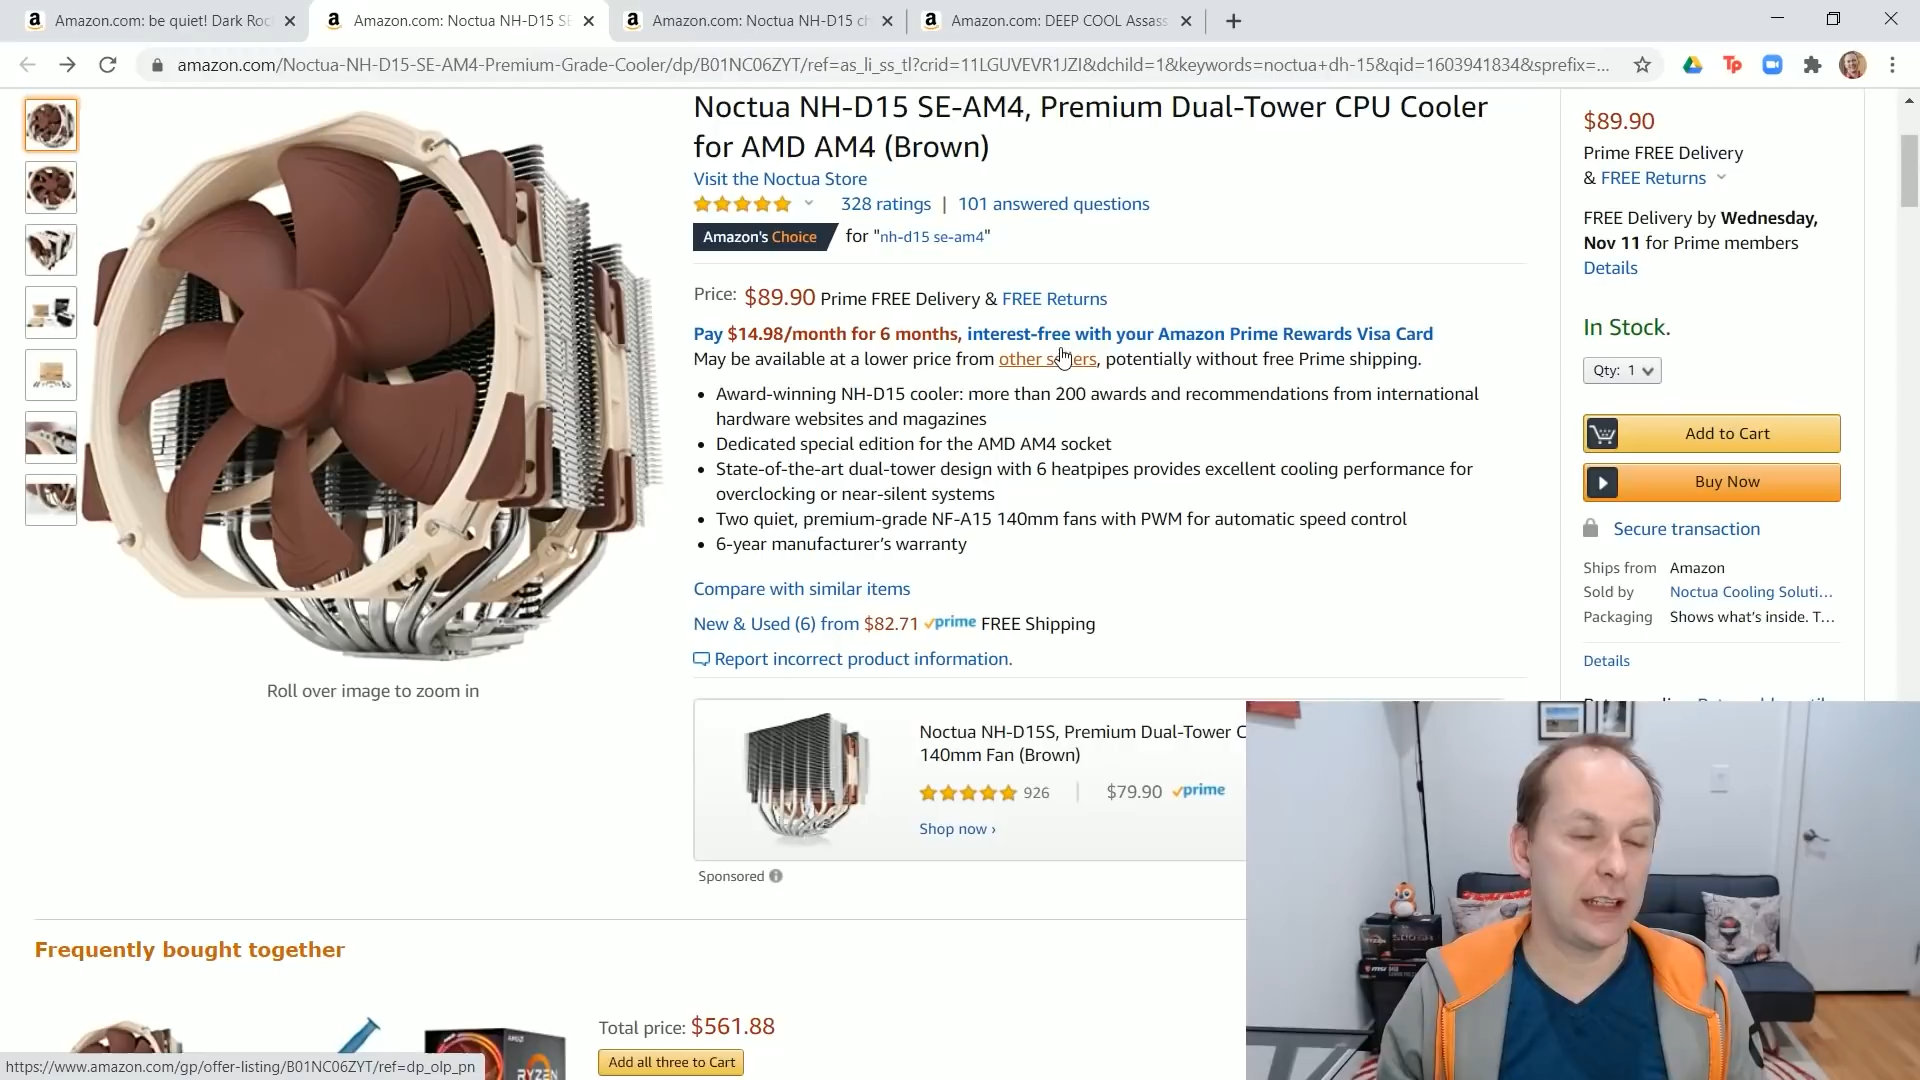 Amazon.com: be quiet! Dark Roc
Amazon.com: Noctua NH-D15 SE
Amazon.com: Noctua NH-D15 ch
Amazon.com: DEEP COOL Assass
amazon.com/Noctua-NH-D15-SE-AM4-Premium-Grade-Cooler/dp/B01NC06ZYT/ref=as_li_ss_tl?crid=11LGUVEVR1JZI&dchild=1&keywords=noctua+dh-15&qid=1603941834&sprefix=...
Noctua NH-D15 SE-AM4, Premium Dual-Tower CPU Cooler
for AMD AM4 (Brown)
Visit the Noctua Store
328 ratings | 101 answered questions
Amazon's Choice for "nh-d15 se-am4"
Price: $89.90 Prime FREE Delivery & FREE Returns
Pay $14.98/month for 6 months, interest-free with your Amazon Prime Rewards Visa Card
May be available at a lower price from other sellers, potentially without free Prime shipping.
• Award-winning NH-D15 cooler: more than 200 awards and recommendations from international
hardware websites and magazines
• Dedicated special edition for the AMD AM4 socket
• State-of-the-art dual-tower design with 6 heatpipes provides excellent cooling performance for
overclocking or near-silent systems
• Two quiet, premium-grade NF-A15 140mm fans with PWM for automatic speed control
• 6-year manufacturer's warranty
Compare with similar items
New & Used (6) from $82.71 prime FREE Shipping
Report incorrect product information.
Roll over image to zoom in
Noctua NH-D15S, Premium Dual-Tower C
140mm Fan (Brown)
926 | $79.90 prime
Shop now ›
Sponsored
$89.90
Prime FREE Delivery
& FREE Returns
FREE Delivery by Wednesday,
Nov 11 for Prime members
Details
In Stock.
Qty: 1
Add to Cart
Buy Now
Secure transaction
Ships from Amazon
Sold by Noctua Cooling Soluti...
Packaging Shows what's inside. T...
Details
Frequently bought together
Total price: $561.88
Add all three to Cart
AMD
RYZEN
https://www.amazon.com/gp/offer-listing/B01NC06ZYT/ref=dp_olp_pn